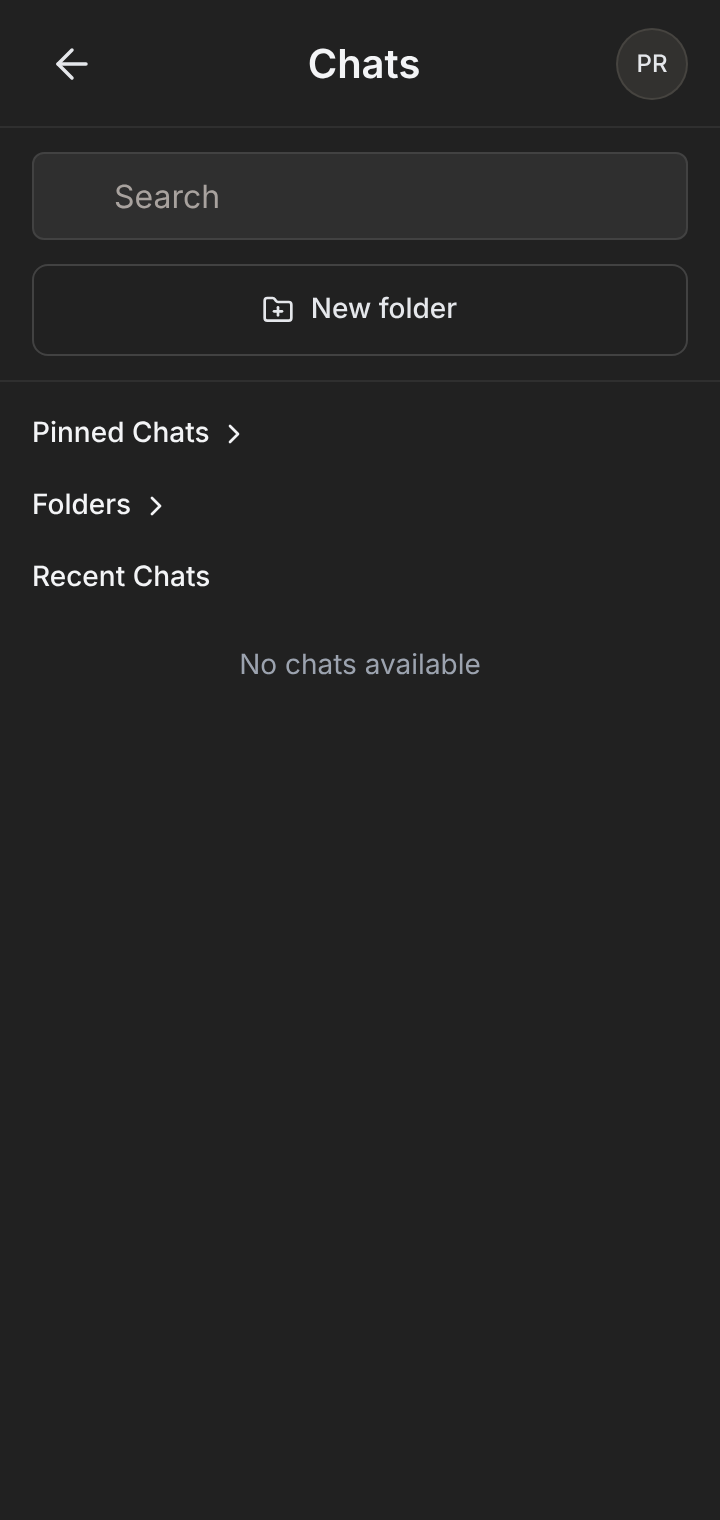 Chats
PR
Search
New folder
Pinned Chats
Folders
Recent Chats
No chats available